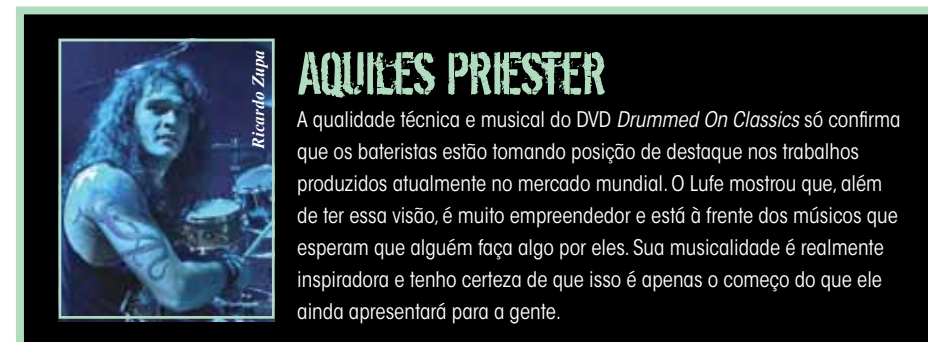 Ricardo Zupa
AQUILES PRIESTER
A qualidade técnica e musical do DVD Drummed On Classics só confirma
que os bateristas estão tomando posição de destaque nos trabalhos
produzidos atualmente no mercado mundial. O Lufe mostrou que, além
de ter essa visão, é muito empreendedor e está à frente dos músicos que
esperam que alguém faça algo por eles. Sua musicalidade é realmente
inspiradora e tenho certeza de que isso é apenas o começo do que ele
ainda apresentará para a gente.